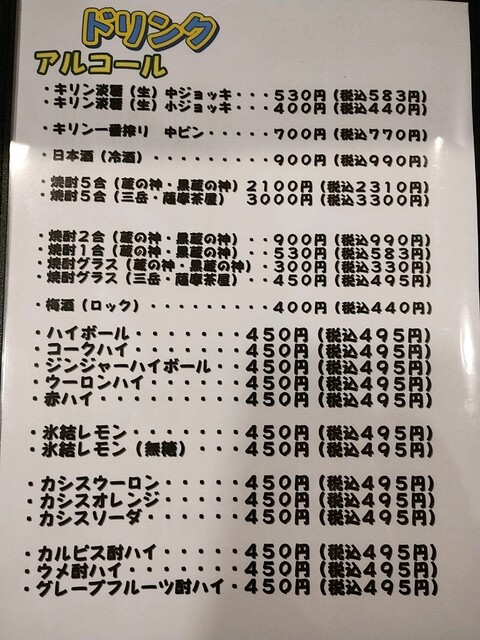 ドリンク
アルコール
・キリン淡麗（生）中ジョッキ・・・530円（税込583円）
・キリン淡麗（生）小ジョッキ・・・400円（税込440円）
・キリン一番搾り　中ビン・・・・700円（税込770円）
・日本酒（冷酒）・・・・・・・・・900円（税込990円）
・焼酎5合（蔵の神・黒蔵の神）2100円（税込2310円）
・焼酎5合（三岳・薩摩茶屋）　3000円（税込3300円）
・焼酎2合（蔵の神・黒蔵の神）・・900円（税込990円）
・焼酎1合（蔵の神・黒蔵の神）・・530円（税込583円）
・焼酎グラス（蔵の神・黒蔵の神）・300円（税込330円）
・焼酎グラス（三岳・薩摩茶屋）・・450円（税込495円）
・梅酒（ロック）・・・・・・・・・400円（税込440円）
・ハイボール・・・・・・・450円（税込495円）
・コークハイ・・・・・・・450円（税込495円）
・ジンジャーハイボール・・450円（税込495円）
・ウーロンハイ・・・・・・450円（税込495円）
・赤ハイ・・・・・・・・・450円（税込495円）
・氷結レモン・・・・・・・450円（税込495円）
・氷結レモン（無糖）・・・450円（税込495円）
・カシスウーロン・・・・・450円（税込495円）
・カシスオレンジ・・・・・450円（税込495円）
・カシスソーダ・・・・・・450円（税込495円）
・カルピス酎ハイ・・・・・450円（税込495円）
・ウメ酎ハイ・・・・・・・450円（税込495円）
・グレープフルーツ酎ハイ・450円（税込495円）